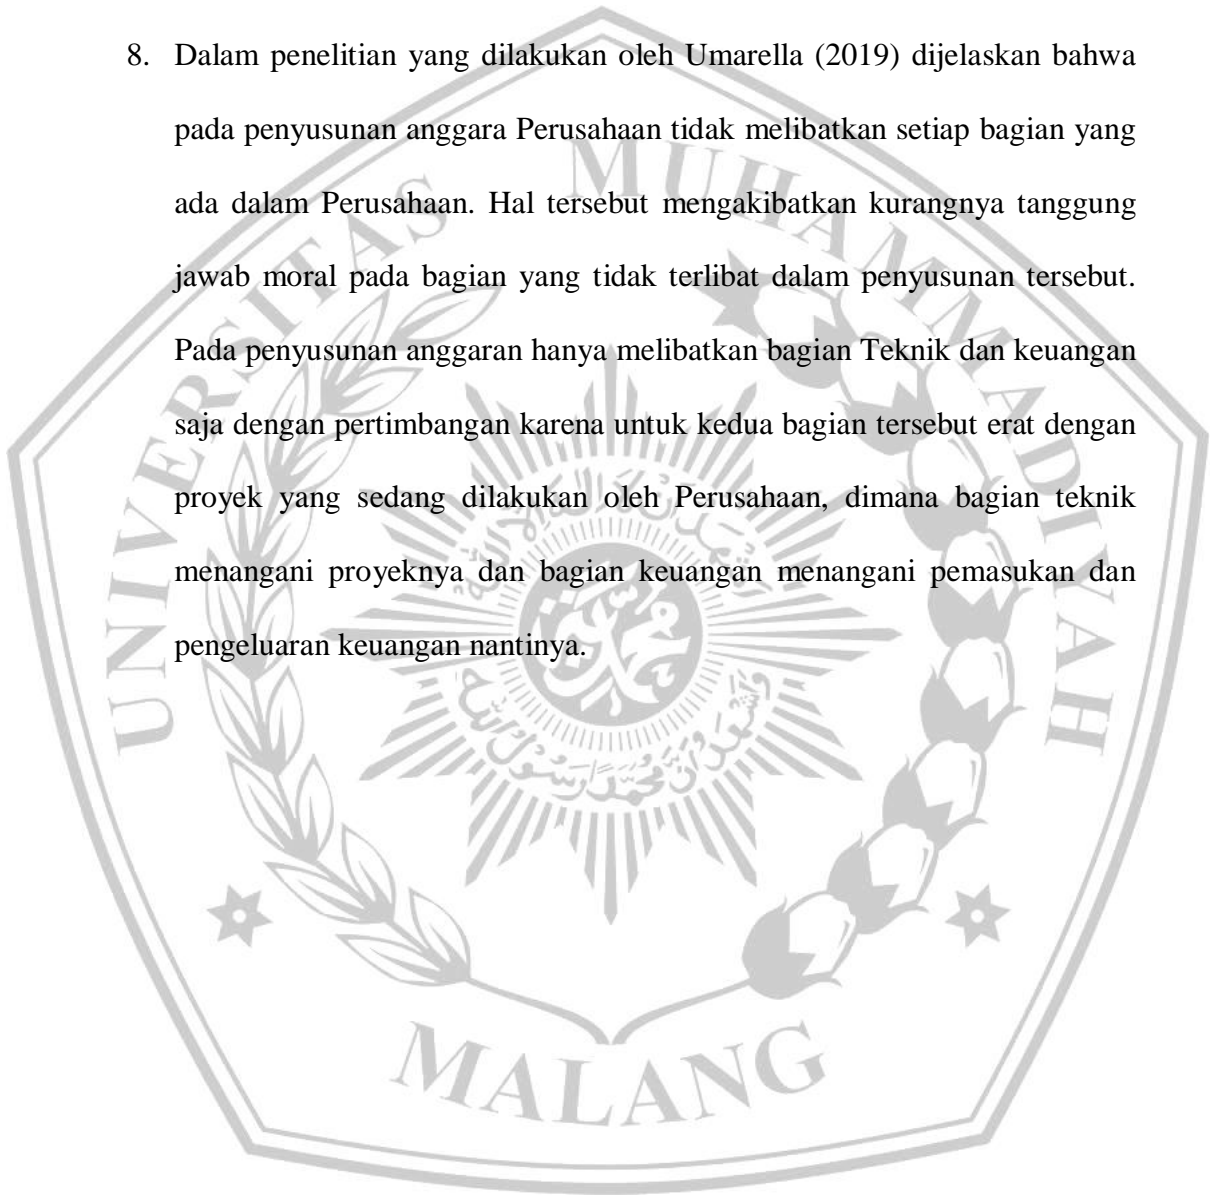 8. Dalam penelitian yang dilakukan oleh Umarella (2019) dijelaskan bahwa
pada penyusunan anggara Perusahaan tidak melibatkan setiap bagian yang
ada dalam Perusahaan. Hal tersebut mengakibatkan kurangnya tanggung
jawab moral pada bagian yang tidak terlibat dalam penyusunan tersebut.
Pada penyusunan anggaran hanya melibatkan bagian Teknik dan keuangan
saja dengan pertimbangan karena untuk kedua bagian tersebut erat dengan
proyek yang sedang dilakukan oleh Perusahaan, dimana bagian teknik
menangani proyeknya dan bagian keuangan menangani pemasukan dan
pengeluaran keuangan nantinya.
UNIVERSITAS MUHAMMADIYAH
MALANG